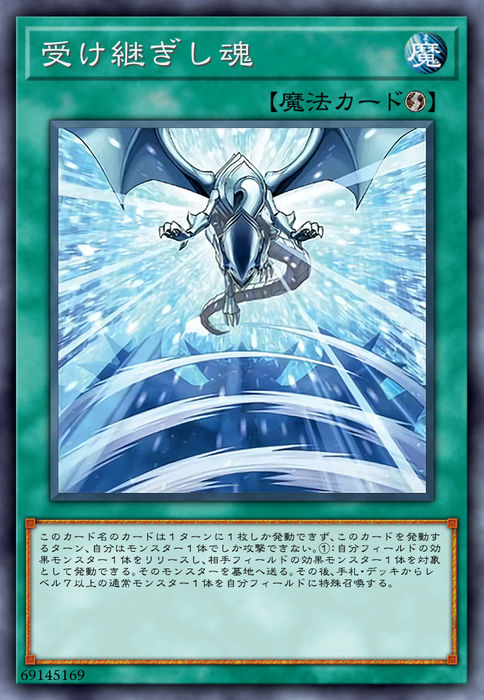 受け継ぎし魂
魔
【魔法カード】
このカード名のカードは1ターンに1枚しか発動できず、このカードを発動す
るターン、自分はモンスター1体でしか攻撃できない。①:自分フィールドの効
果モンスター1体をリリースし、相手フィールドの効果モンスター1体を対象
として発動できる。そのモンスターを墓地へ送る。その後、手札・デッキからレ
ベル7以上の通常モンスター1体を自分フィールドに特殊召喚する。
69145169